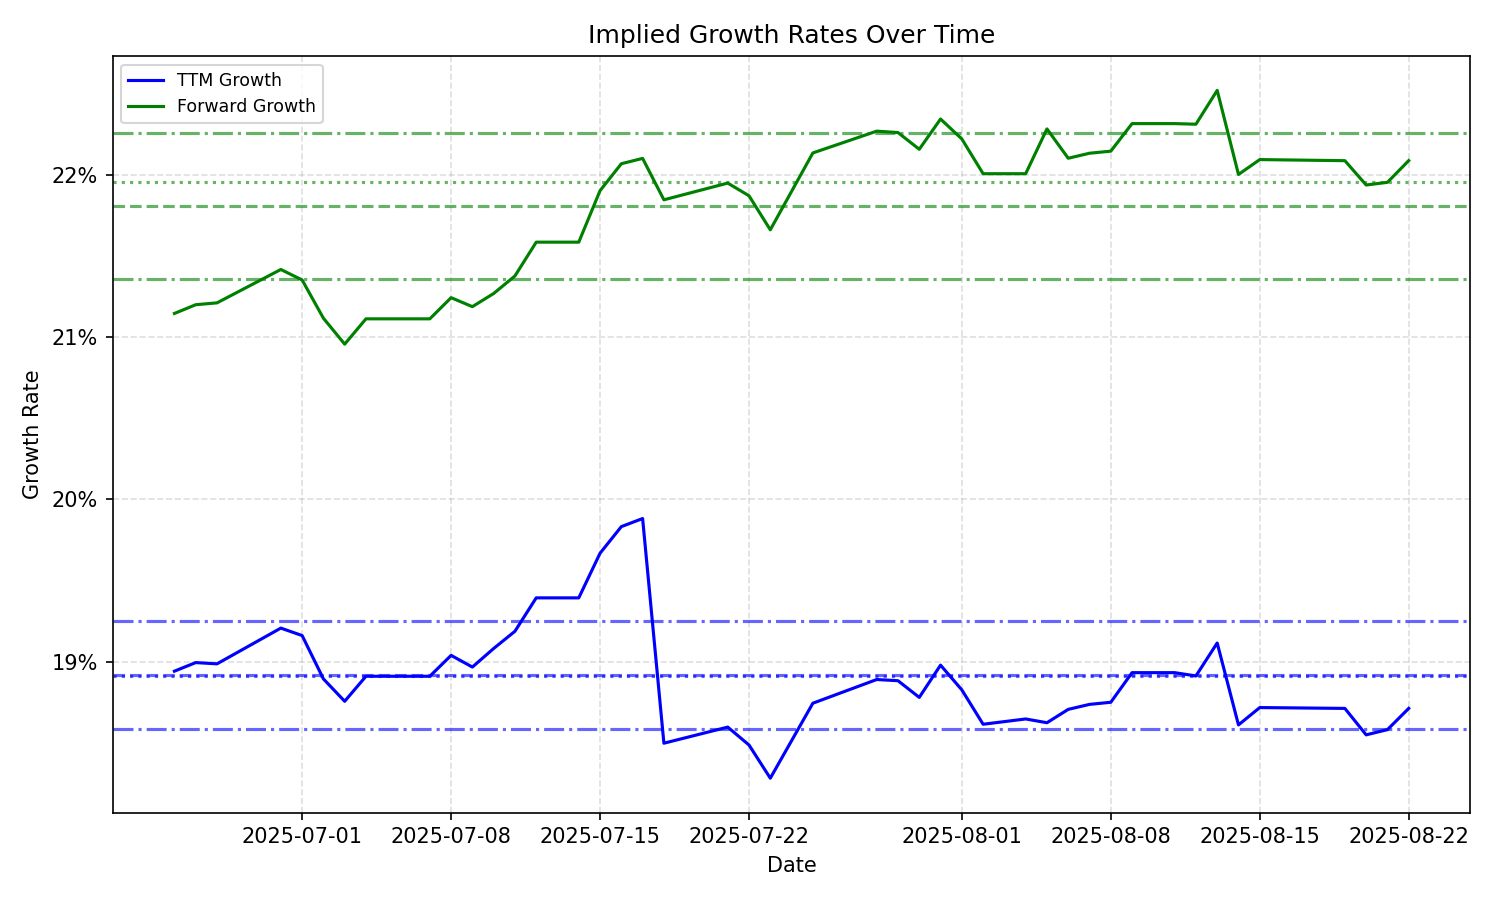 Implied Growth Rates Over Time
TTM Growth
Forward Growth
22%
21%
20%
19%
Growth Rate
2025-07-01
2025-07-08
2025-07-15
2025-07-22
2025-08-01
2025-08-08
2025-08-15
2025-08-22
Date